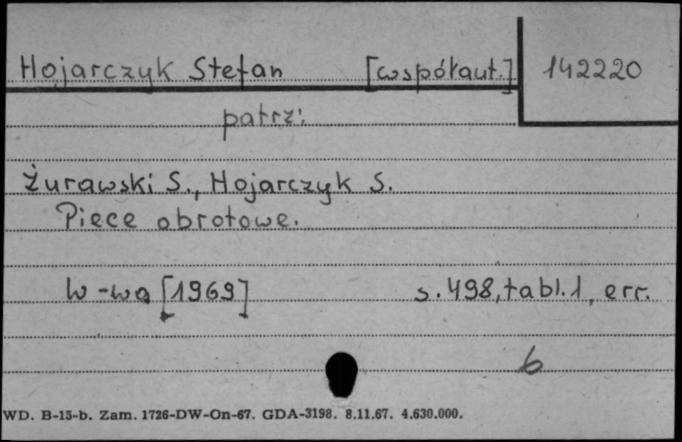 Hojarczyk Stefan [współaut.] 142220
patrz:
Żurawski S., Hojarczyk S.
Piece obrotowe.
W-wa [1969] s. 498, tabl. 1, err.
6
WD. B-15-b. Zam. 1726-DW-On-67. GDA-3198. 8.11.67. 4.630.000.